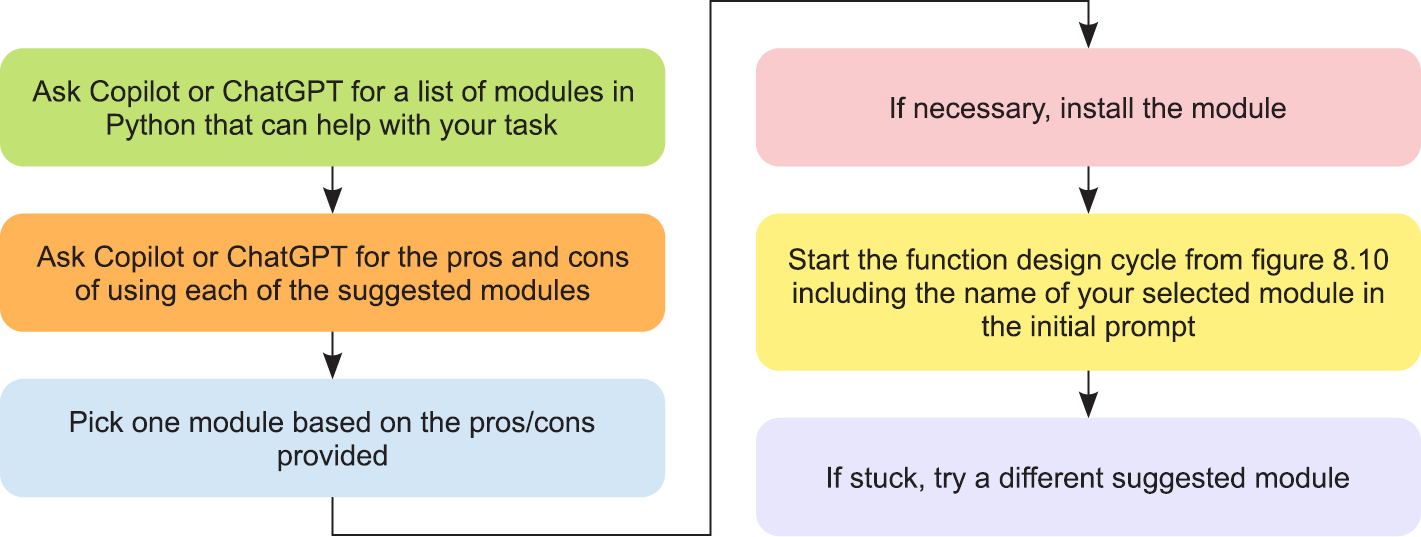 Ask Copilot or ChatGPT for a list of modules in
Python that can help with your task
Ask Copilot or ChatGPT for the pros and cons
of using each of the suggested modules
Pick one module based on the pros/cons
provided
If necessary, install the module
Start the function design cycle from figure 8.10
including the name of your selected module in
the initial prompt
If stuck, try a different suggested module